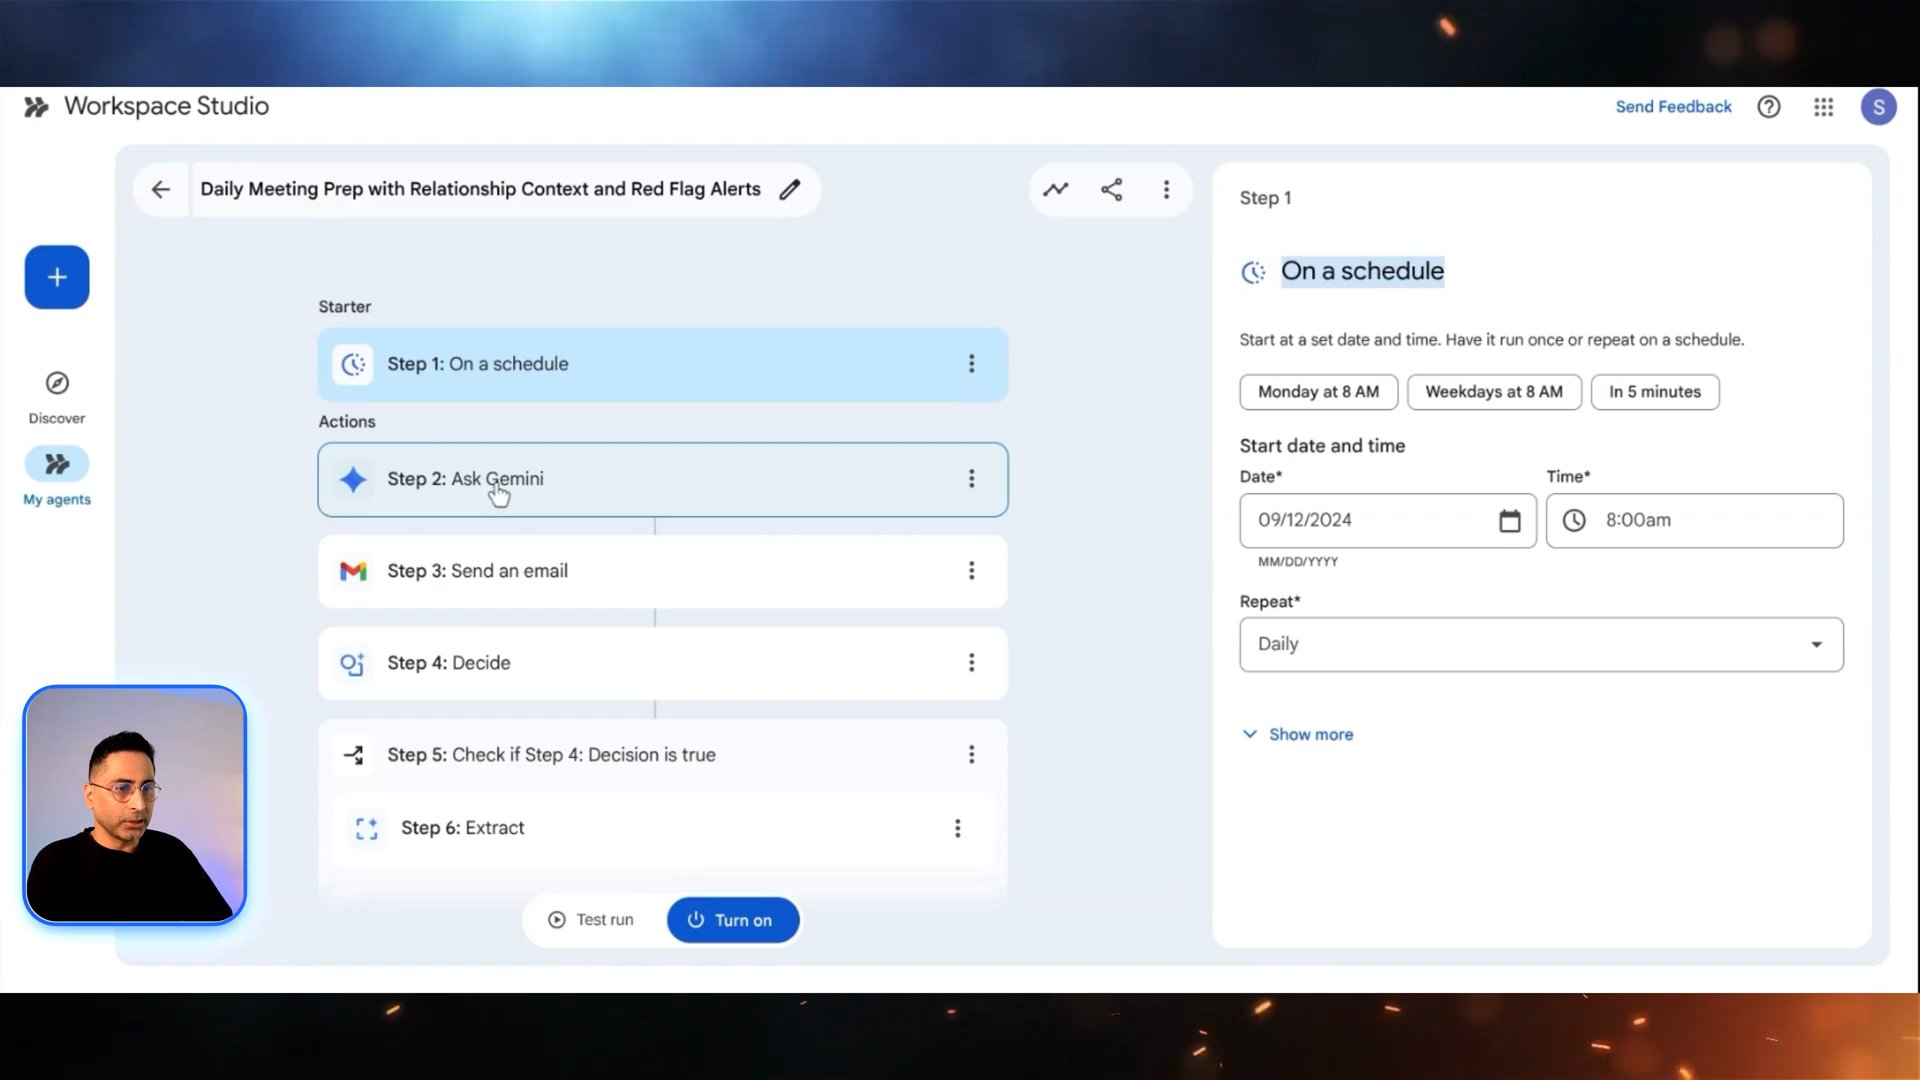 Workspace Studio
Send Feedback
S
Daily Meeting Prep with Relationship Context and Red Flag Alerts
Discover
My agents
Starter
Step 1: On a schedule
Actions
Step 2: Ask Gemini
Step 3: Send an email
Step 4: Decide
Step 5: Check if Step 4: Decision is true
Step 6: Extract
Test run
Turn on
Step 1
On a schedule
Start at a set date and time. Have it run once or repeat on a schedule.
Monday at 8 AM
Weekdays at 8 AM
In 5 minutes
Start date and time
Date*
Time*
09/12/2024
8:00am
MM/DD/YYYY
Repeat*
Daily
Show more